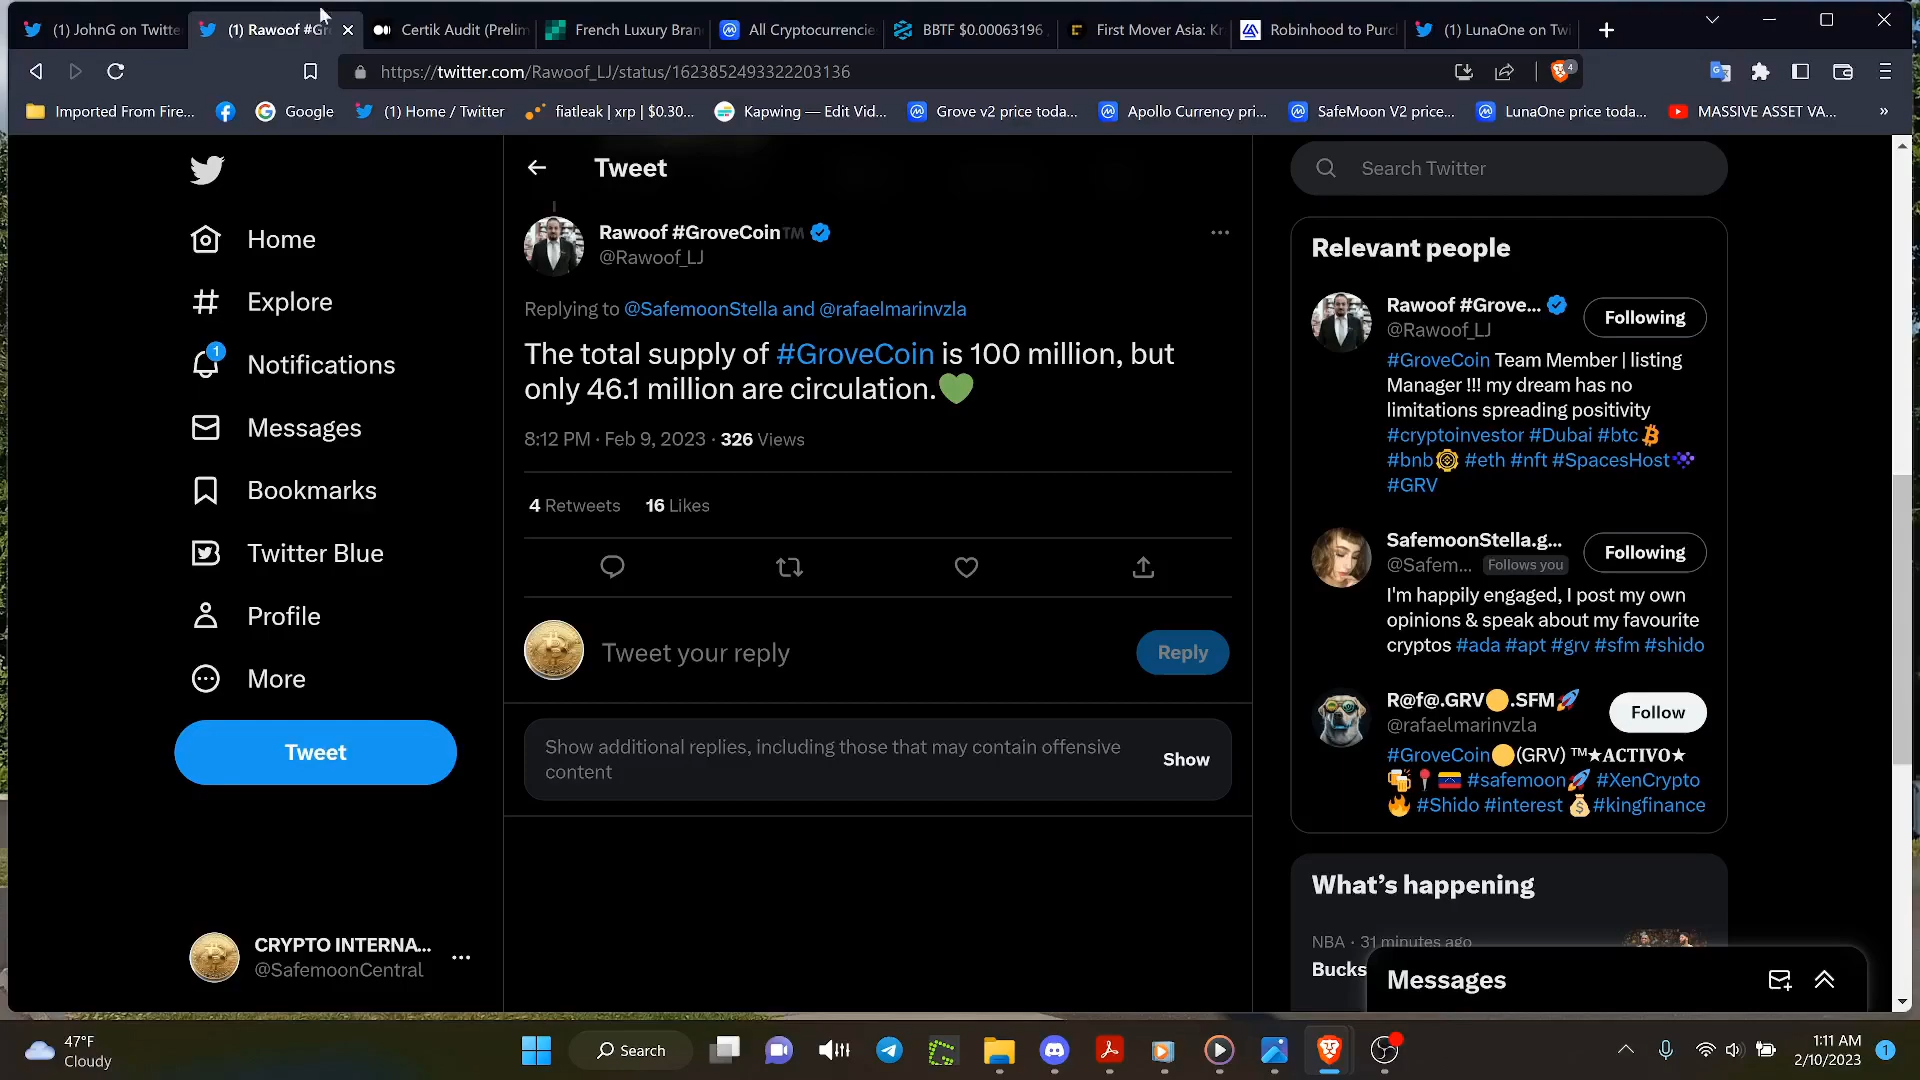 (1) JohnG on Twitte
(1) Rawoof #Gr
Certik Audit (Prelim
French Luxury Bran
All Cryptocurrencie
BBTF $0.00063196
First Mover Asia: Kr
Robinhood to Purc
(1) LunaOne on Twi
https://twitter.com/Rawoof_LJ/status/1623852493322203136
4
Imported From Fire...
Google
(1) Home / Twitter
fiatleak | xrp | $0.30...
Kapwing — Edit Vid...
Grove v2 price toda...
Apollo Currency pri...
SafeMoon V2 price...
LunaOne price toda...
MASSIVE ASSET VA...
Home
Explore
1
Notifications
Messages
Bookmarks
Twitter Blue
Profile
More
Tweet
CRYPTO INTERNA...
@SafemoonCentral
Tweet
Rawoof #GroveCoin™
@Rawoof_LJ
Replying to @SafemoonStella and @rafaelmarinvzla
The total supply of #GroveCoin is 100 million, but
only 46.1 million are circulation.💚
8:12 PM · Feb 9, 2023 · 326 Views
4 Retweets 16 Likes
Tweet your reply
Reply
Show additional replies, including those that may contain offensive
content
Show
Search Twitter
Relevant people
Rawoof #Grove...
@Rawoof_LJ
Following
#GroveCoin Team Member | listing
Manager !!! my dream has no
limitations spreading positivity
#cryptoinvestor #Dubai #btc
#bnb #eth #nft #SpacesHost
#GRV
SafemoonStella.g...
@Safem... Follows you
Following
I'm happily engaged, I post my own
opinions & speak about my favourite
cryptos #ada #apt #grv #sfm #shido
R@f@.GRV🟡.SFM🚀
@rafaelmarinvzla
Follow
#GroveCoin🟡(GRV) ™★𝐀𝐂𝐓𝐈𝐕𝐎★
🍻📍🇻🇪 #safemoon🚀 #XenCrypto
🔥 #Shido #interest 💰#kingfinance
What's happening
NBA · 31 minutes ago
Bucks
Messages
47°F
Cloudy
Search
1:11 AM
2/10/2023
1